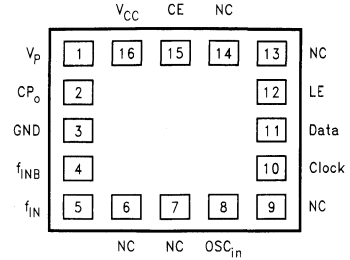 V_CC CE NC
V_P 1 16 15 14 13 NC
CP_o 2 12 LE
GND 3 11 Data
f_INB 4 10 Clock
f_IN 5 6 7 8 9 NC
NC NC OSC_in